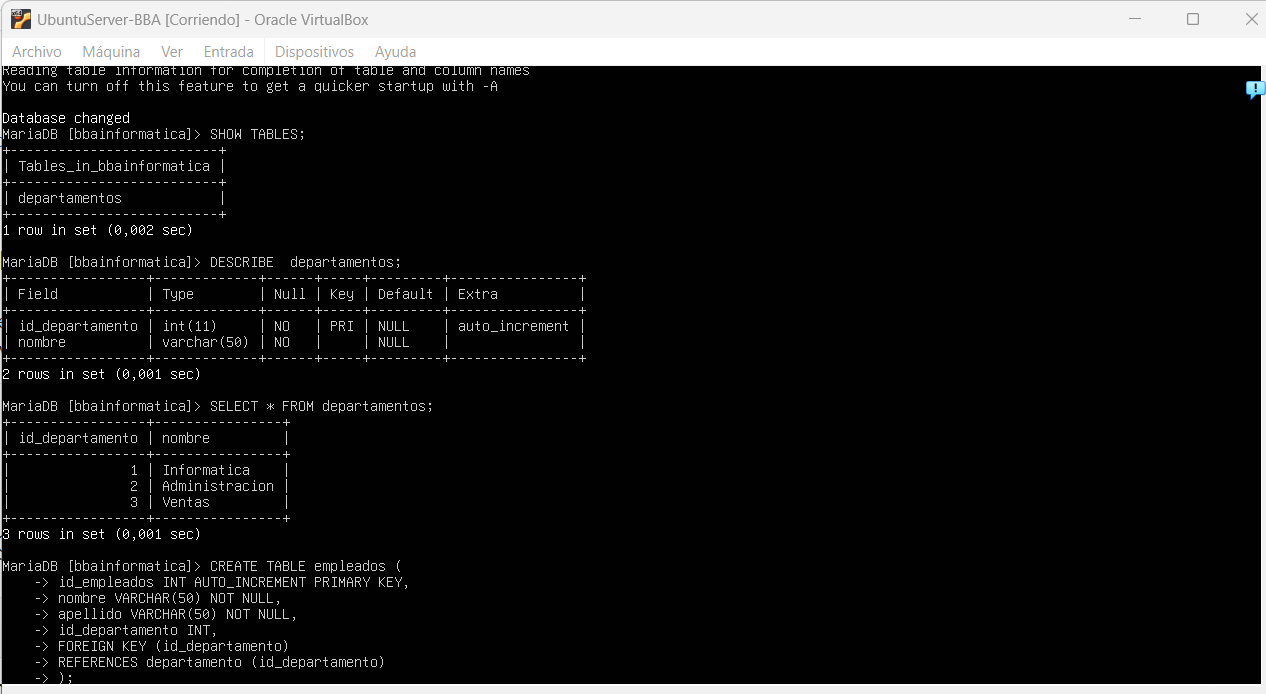 UbuntuServer-BBA [Corriendo] - Oracle VirtualBox
Archivo Máquina Ver Entrada Dispositivos Ayuda
Reading table information for completion of table and column names
You can turn off this feature to get a quicker startup with -A

Database changed
MariaDB [bbainformatica]> SHOW TABLES;
+--------------------------+
| Tables_in_bbainformatica |
+--------------------------+
| departamentos            |
+--------------------------+
1 row in set (0,002 sec)

MariaDB [bbainformatica]> DESCRIBE  departamentos;
+-----------------+-------------+------+-----+---------+----------------+
| Field           | Type        | Null | Key | Default | Extra          |
+-----------------+-------------+------+-----+---------+----------------+
| id_departamento | int(11)     | NO   | PRI | NULL    | auto_increment |
| nombre          | varchar(50) | NO   |     | NULL    |                |
+-----------------+-------------+------+-----+---------+----------------+
2 rows in set (0,001 sec)

MariaDB [bbainformatica]> SELECT * FROM departamentos;
+-----------------+----------------+
| id_departamento | nombre         |
+-----------------+----------------+
|               1 | Informatica    |
|               2 | Administracion |
|               3 | Ventas         |
+-----------------+----------------+
3 rows in set (0,001 sec)

MariaDB [bbainformatica]> CREATE TABLE empleados (
    -> id_empleados INT AUTO_INCREMENT PRIMARY KEY,
    -> nombre VARCHAR(50) NOT NULL,
    -> apellido VARCHAR(50) NOT NULL,
    -> id_departamento INT,
    -> FOREIGN KEY (id_departamento)
    -> REFERENCES departamento (id_departamento)
    -> );